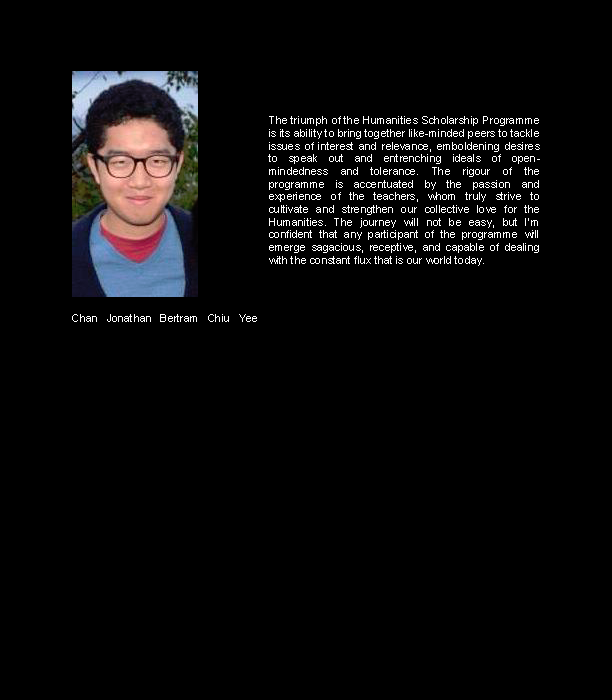 The triumph of the Humanities Scholarship Programme
is its ability to bring together like-minded peers to tackle
issues of interest and relevance, emboldening desires
to speak out and entrenching ideals of open-
mindedness and tolerance. The rigour of the
programme is accentuated by the passion and
experience of the teachers, whom truly strive to
cultivate and strengthen our collective love for the
Humanities. The journey will not be easy, but I'm
confident that any participant of the programme will
emerge sagacious, receptive, and capable of dealing
with the constant flux that is our world today.
Chan Jonathan Bertram Chiu Yee